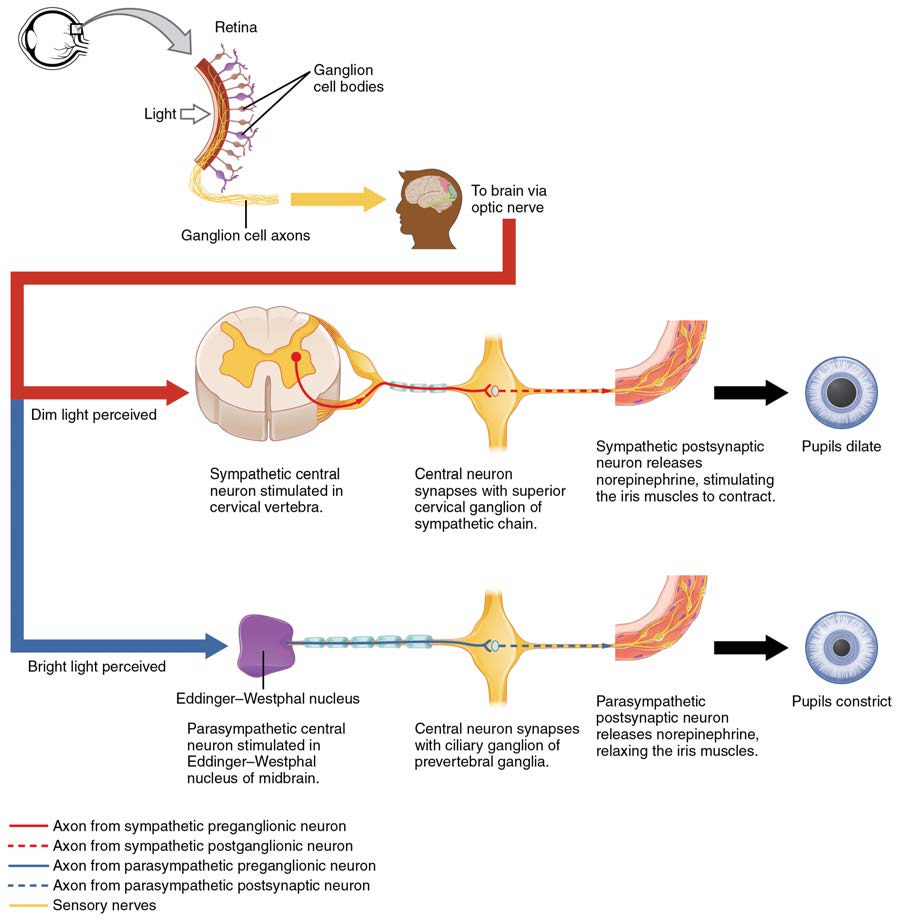 Retina
Ganglion
cell bodies
Light
To brain via
optic nerve
Ganglion cell axons
Dim light perceived
Sympathetic central
neuron stimulated in
cervical vertebra.
Central neuron
synapses with superior
cervical ganglion of
sympathetic chain.
Sympathetic postsynaptic
neuron releases
norepinephrine, stimulating
the iris muscles to contract.
Pupils dilate
Bright light perceived
Eddinger–Westphal nucleus
Parasympathetic central
neuron stimulated in
Eddinger–Westphal
nucleus of midbrain.
Central neuron synapses
with ciliary ganglion of
prevertebral ganglia.
Parasympathetic
postsynaptic neuron
releases norepinephrine,
relaxing the iris muscles.
Pupils constrict
Axon from sympathetic preganglionic neuron
Axon from sympathetic postganglionic neuron
Axon from parasympathetic preganglionic neuron
Axon from parasympathetic postsynaptic neuron
Sensory nerves